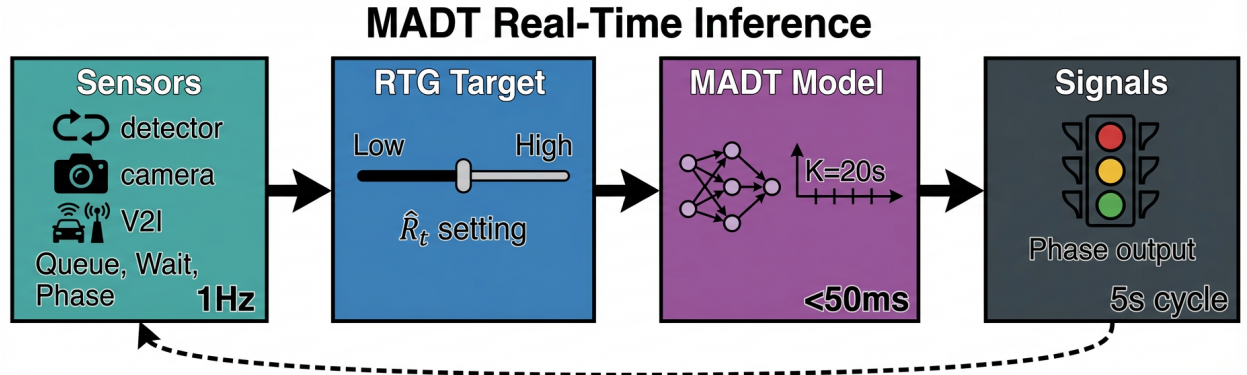 MADT Real-Time Inference
Sensors
detector
camera
V2I
Queue, Wait,
Phase
1Hz
RTG Target
Low
High
R̂t setting
MADT Model
K=20s
<50ms
Signals
Phase output
5s cycle